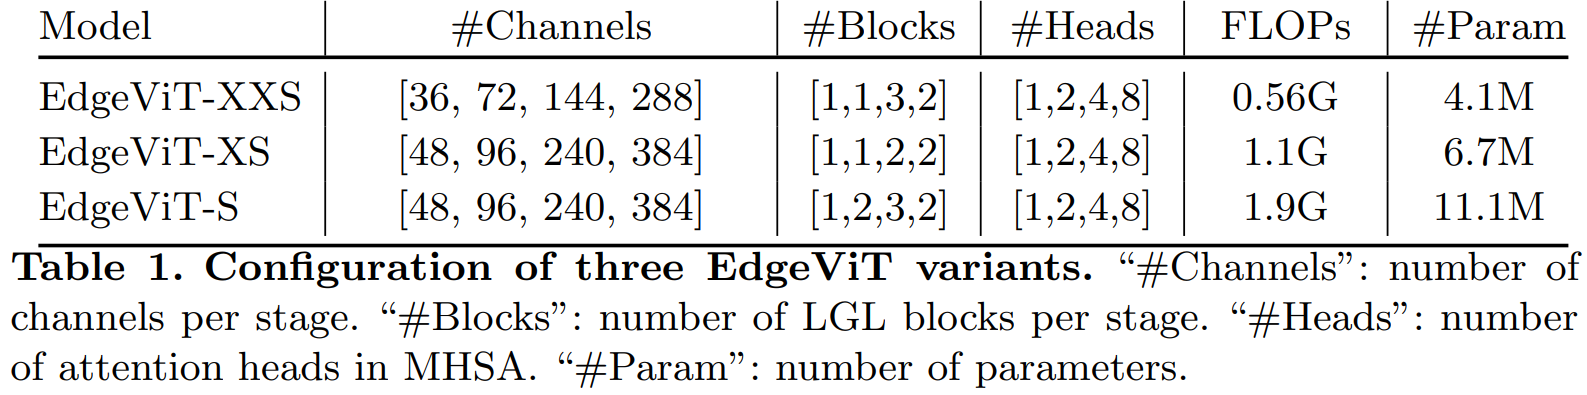 Model #Channels #Blocks #Heads FLOPs #Param
EdgeViT-XXS [36, 72, 144, 288] [1,1,3,2] [1,2,4,8] 0.56G 4.1M
EdgeViT-XS [48, 96, 240, 384] [1,1,2,2] [1,2,4,8] 1.1G 6.7M
EdgeViT-S [48, 96, 240, 384] [1,2,3,2] [1,2,4,8] 1.9G 11.1M
Table 1. Configuration of three EdgeViT variants. “#Channels”: number of
channels per stage. “#Blocks”: number of LGL blocks per stage. “#Heads”: number
of attention heads in MHSA. “#Param”: number of parameters.